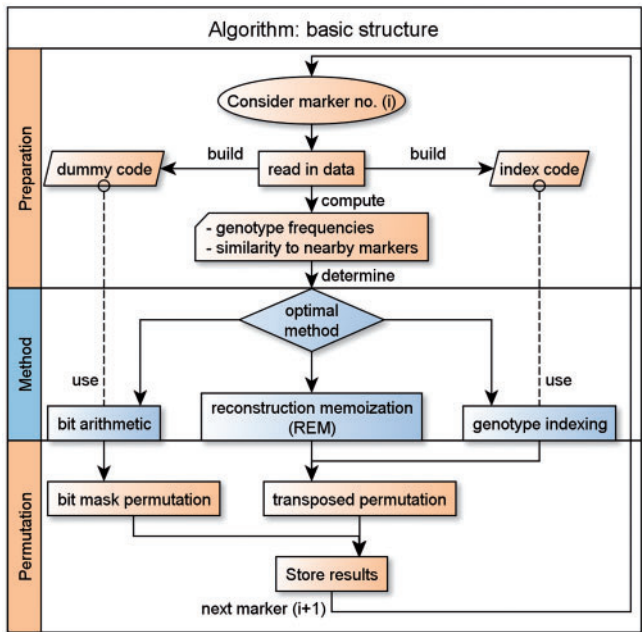 Algorithm: basic structure
Preparation
Consider marker no. (i)
build
build
dummy code
read in data
index code
compute
- genotype frequencies
- similarity to nearby markers
determine
Method
optimal
method
use
use
bit arithmetic
reconstruction memoization
(REM)
genotype indexing
Permutation
bit mask permutation
transposed permutation
Store results
next marker (i+1)